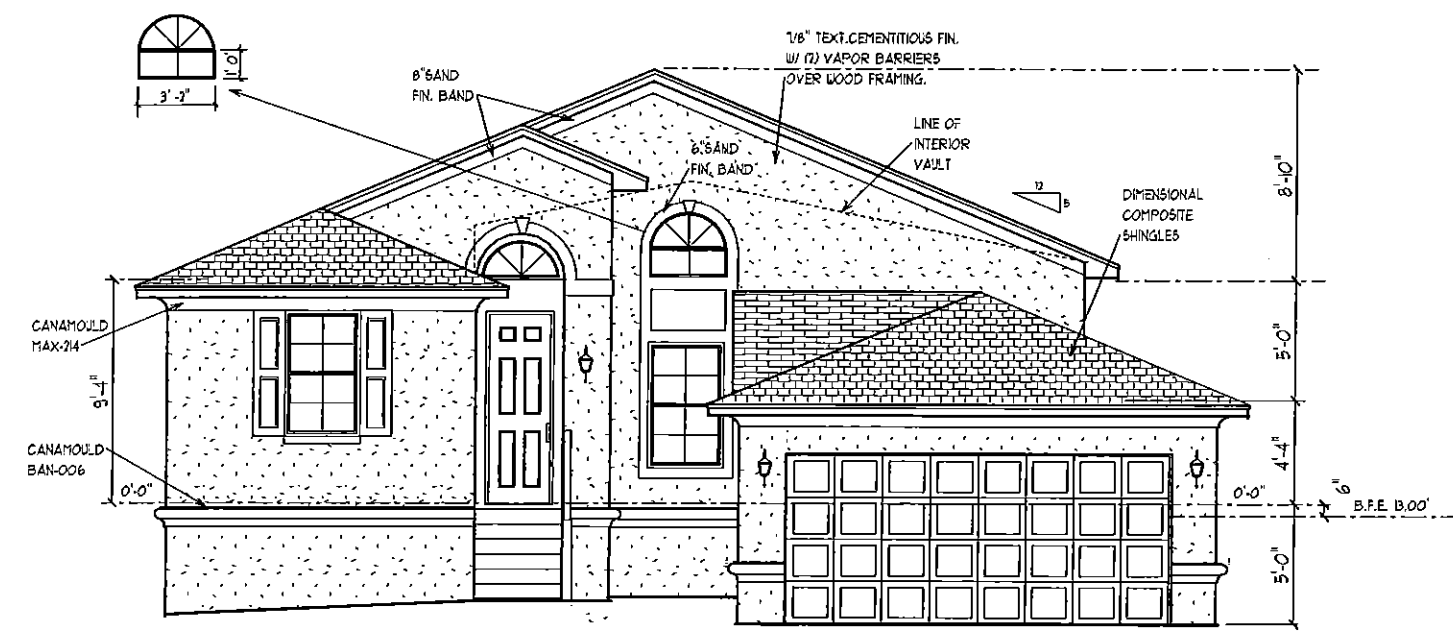 1'-0"
3'-2"
8" SAND
FIN. BAND
7/8" TEXT. CEMENTITIOUS FIN.
W/ (2) VAPOR BARRIERS
OVER WOOD FRAMING.
6" SAND
FIN. BAND
LINE OF
INTERIOR
VAULT
12
5
DIMENSIONAL
COMPOSITE
SHINGLES
8'-10"
5'-0"
4'-4"
5'-0"
6"
B.F.E. 13.00'
0'-0"
CANAMOULD
MAX-214
9'-4"
CANAMOULD
BAN-006
0'-0"